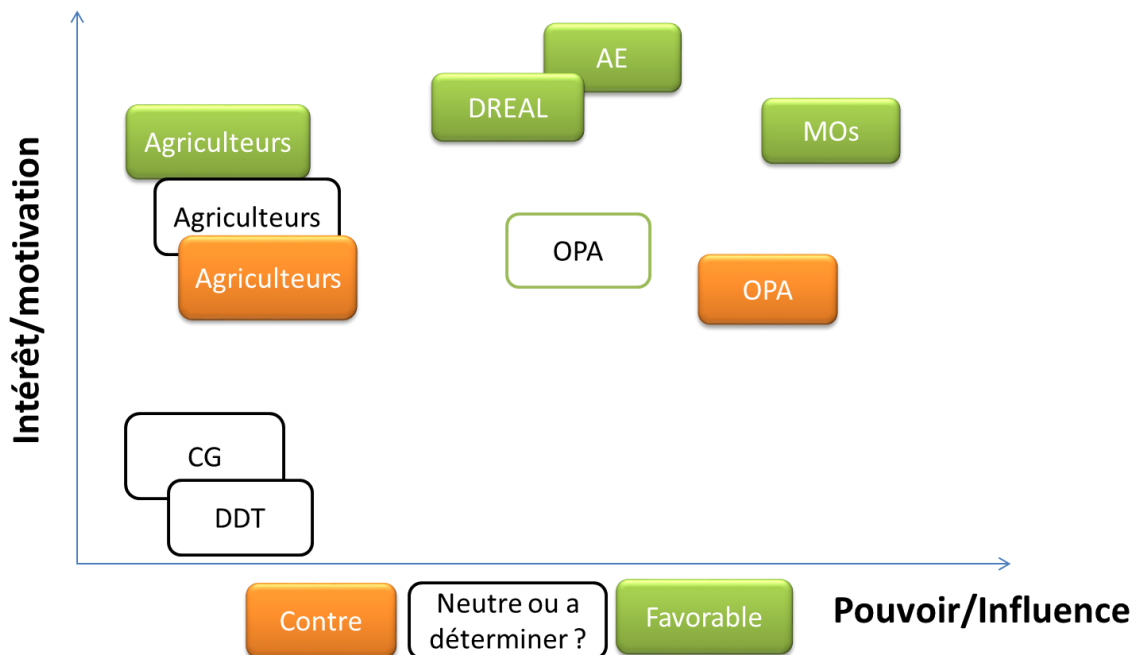 Intérêt/motivation
AE
DREAL
MOs
Agriculteurs
Agriculteurs
Agriculteurs
OPA
OPA
CG
DDT
Contre
Neutre ou a
déterminer ?
Favorable
Pouvoir/Influence